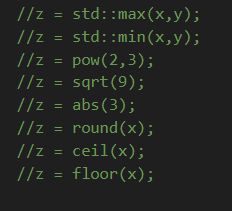 //z = std::max(x,y);
//z = std::min(x,y);
//z = pow(2,3);
//z = sqrt(9);
//z = abs(3);
//z = round(x);
//z = ceil(x);
//z = floor(x);